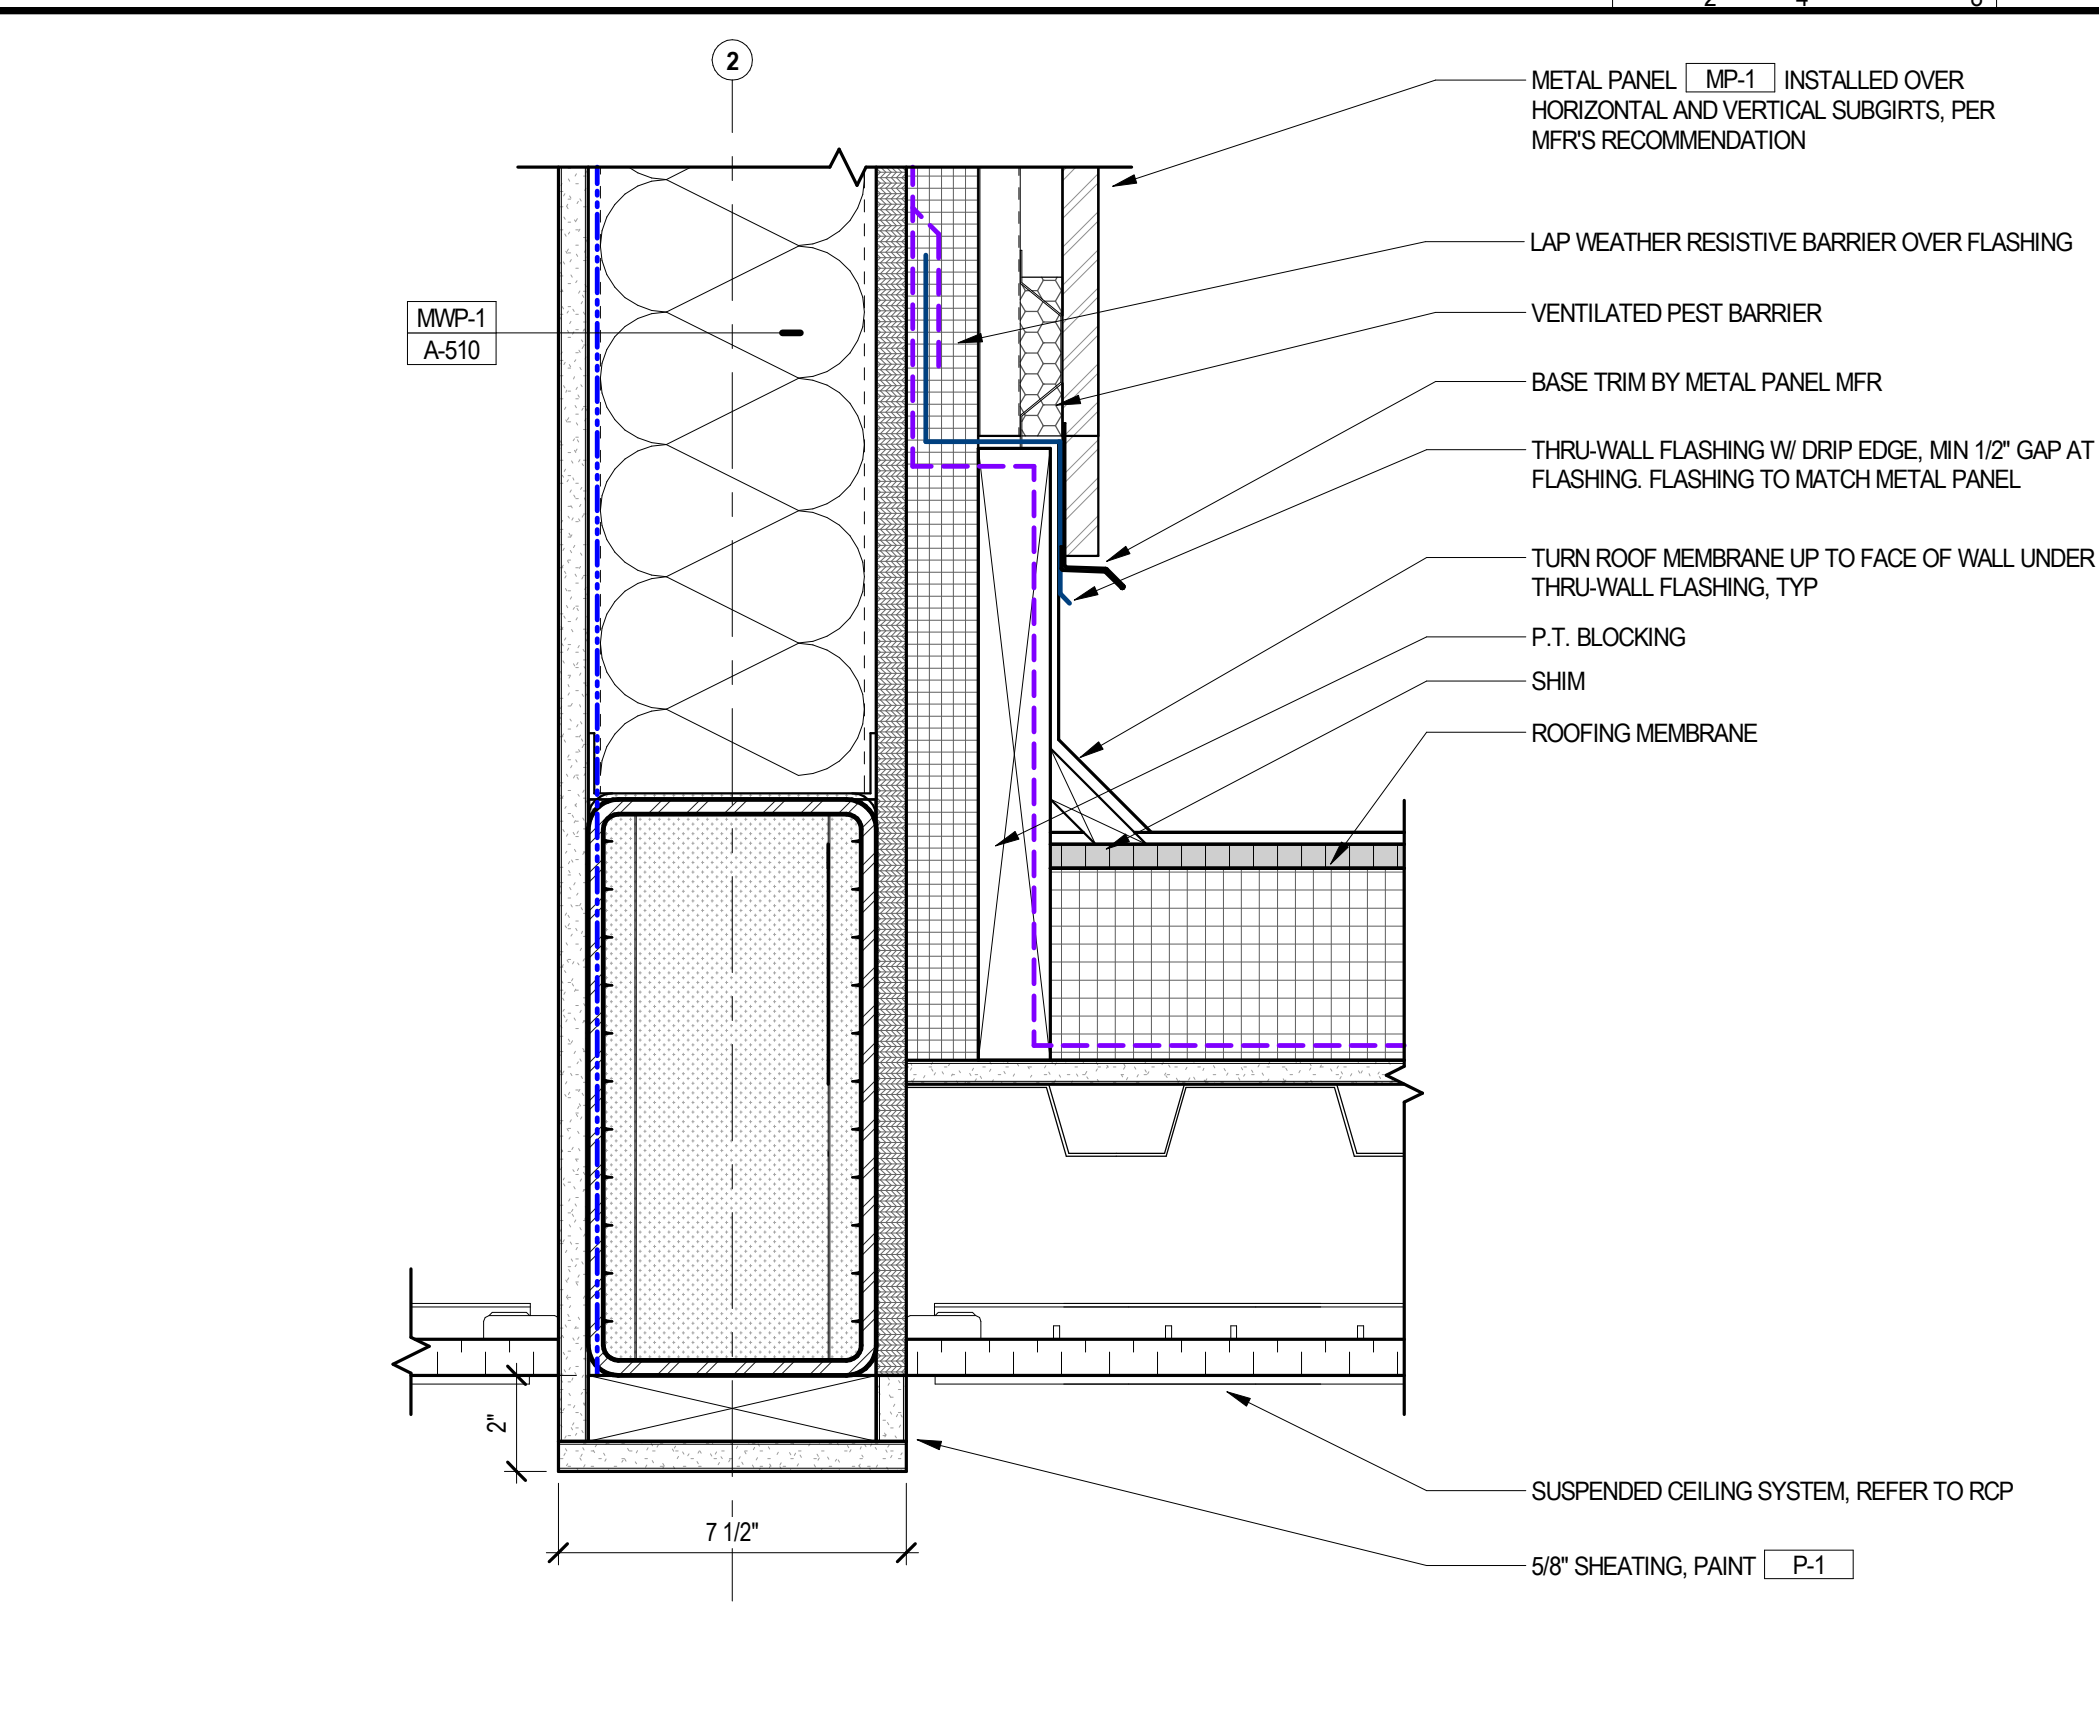 2
METAL PANEL MP-1 INSTALLED OVER
HORIZONTAL AND VERTICAL SUBGIRTS, PER
MFR'S RECOMMENDATION
LAP WEATHER RESISTIVE BARRIER OVER FLASHING
VENTILATED PEST BARRIER
MWP-1
A-510
BASE TRIM BY METAL PANEL MFR
THRU-WALL FLASHING W/ DRIP EDGE, MIN 1/2" GAP AT
FLASHING. FLASHING TO MATCH METAL PANEL
TURN ROOF MEMBRANE UP TO FACE OF WALL UNDER
THRU-WALL FLASHING, TYP
P.T. BLOCKING
SHIM
ROOFING MEMBRANE
2"
SUSPENDED CEILING SYSTEM, REFER TO RCP
7 1/2"
5/8" SHEATING, PAINT P-1